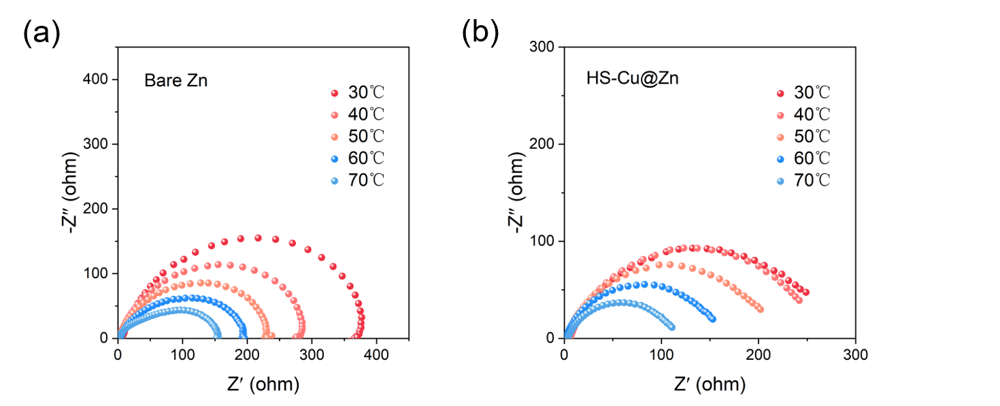 (a)
Bare Zn
30℃
40℃
50℃
60℃
70℃
400
300
200
100
0
-Z″ (ohm)
0 100 200 300 400
Z′ (ohm)
(b)
HS-Cu@Zn
30℃
40℃
50℃
60℃
70℃
300
200
100
0
-Z″ (ohm)
0 100 200 300
Z′ (ohm)